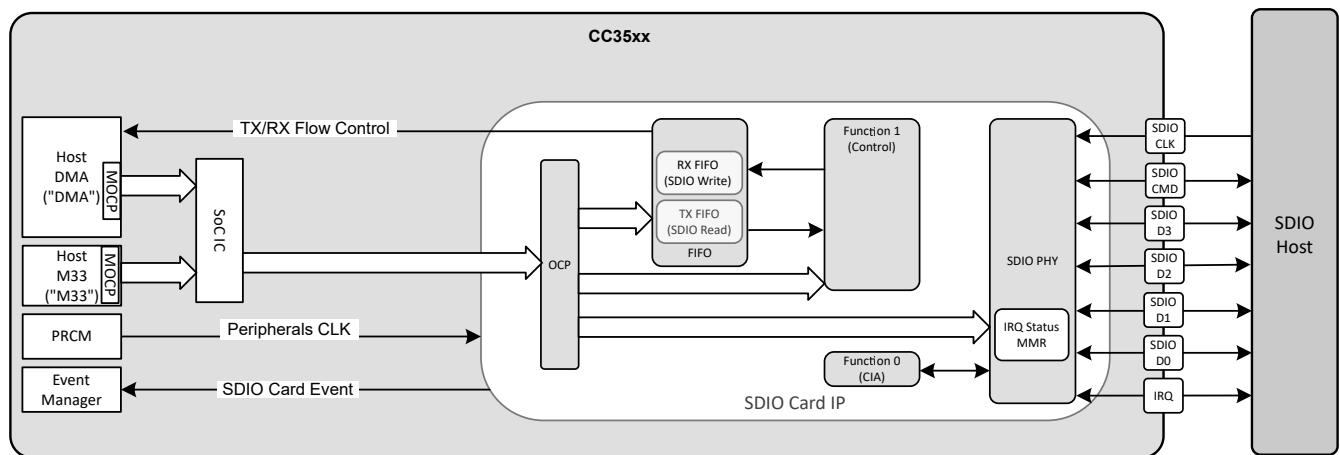 CC35xx
TX/RX Flow Control
Host
DMA
("DMA")
MOCP
Host
M33
("M33")
MOCP
SoC IC
PRCM
Peripherals CLK
Event
Manager
SDIO Card Event
OCP
RX FIFO
(SDIO Write)
TX FIFO
(SDIO Read)
FIFO
Function 1
(Control)
Function 0
(CIA)
SDIO PHY
IRQ Status
MMR
SDIO Card IP
SDIO
CLK
SDIO
CMD
SDIO
D3
SDIO
D2
SDIO
D1
SDIO
D0
IRQ
SDIO
Host